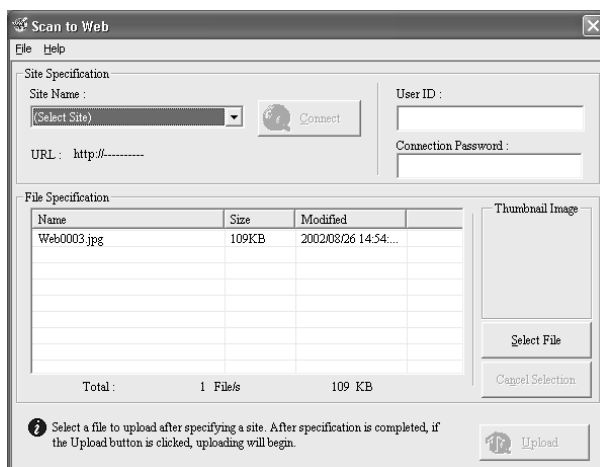 Scan to Web
File Help
Site Specification
Site Name :
(Select Site)
Connect
URL : http://----------
User ID :
Connection Password :
File Specification
Name Size Modified
Web0003.jpg 109KB 2002/08/26 14:54:...
Total : 1 File/s 109 KB
Thumbnail Image
Select File
Cancel Selection
Select a file to upload after specifying a site. After specification is completed, if
the Upload button is clicked, uploading will begin.
Upload